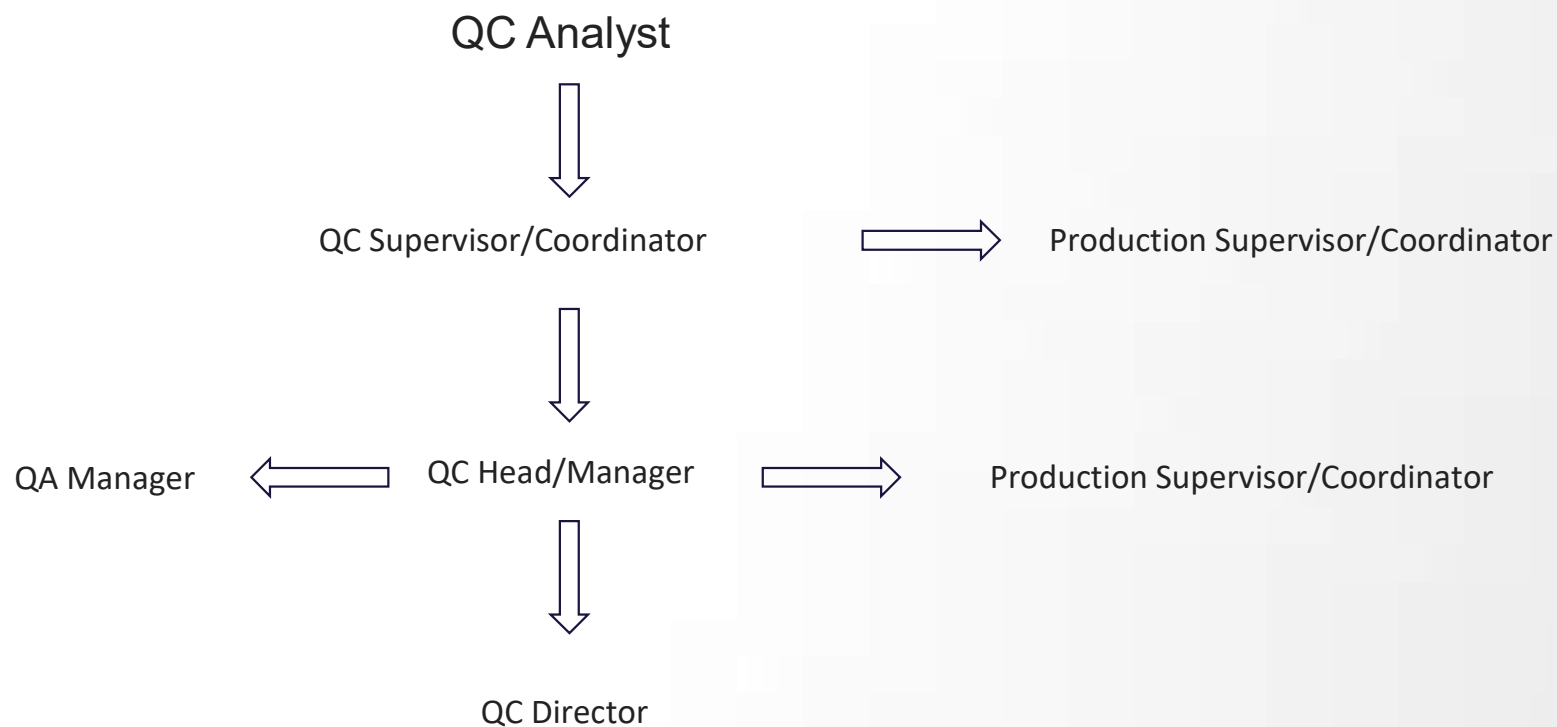 QC Analyst
QC Supervisor/Coordinator
Production Supervisor/Coordinator
QA Manager
QC Head/Manager
Production Supervisor/Coordinator
QC Director